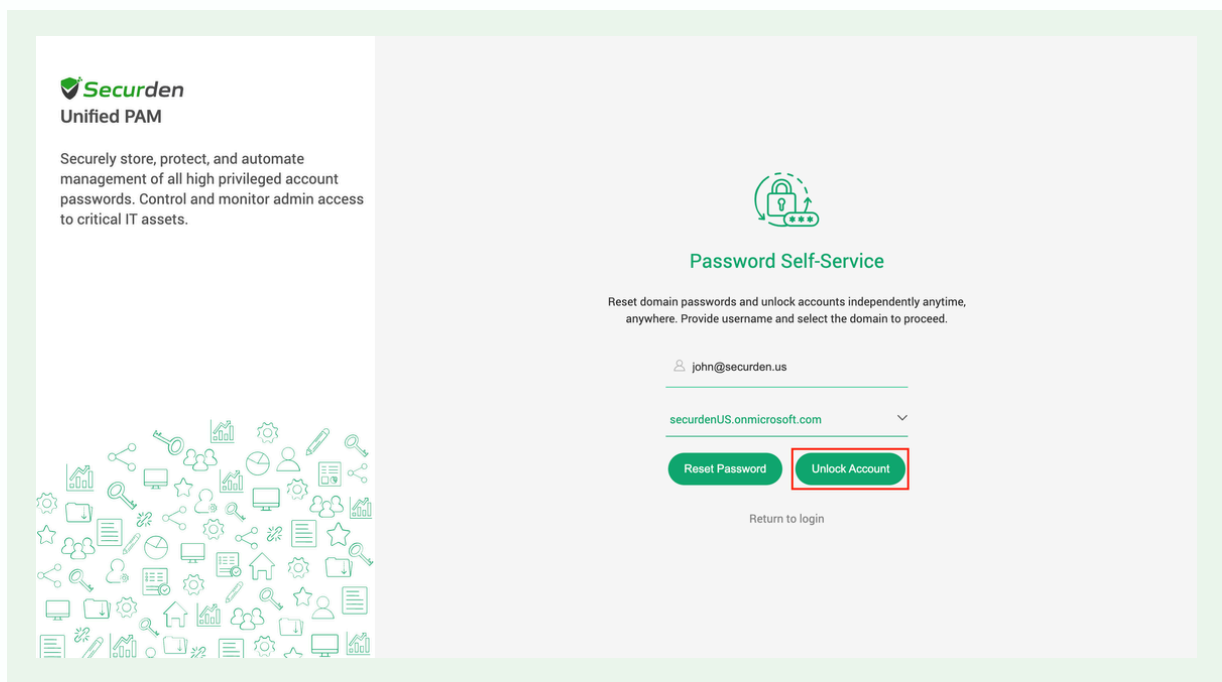 Securden
Unified PAM
Securely store, protect, and automate
management of all high privileged account
passwords. Control and monitor admin access
to critical IT assets.
Password Self-Service
Reset domain passwords and unlock accounts independently anytime,
anywhere. Provide username and select the domain to proceed.
john@securden.us
securdenUS.onmicrosoft.com
Reset Password
Unlock Account
Return to login